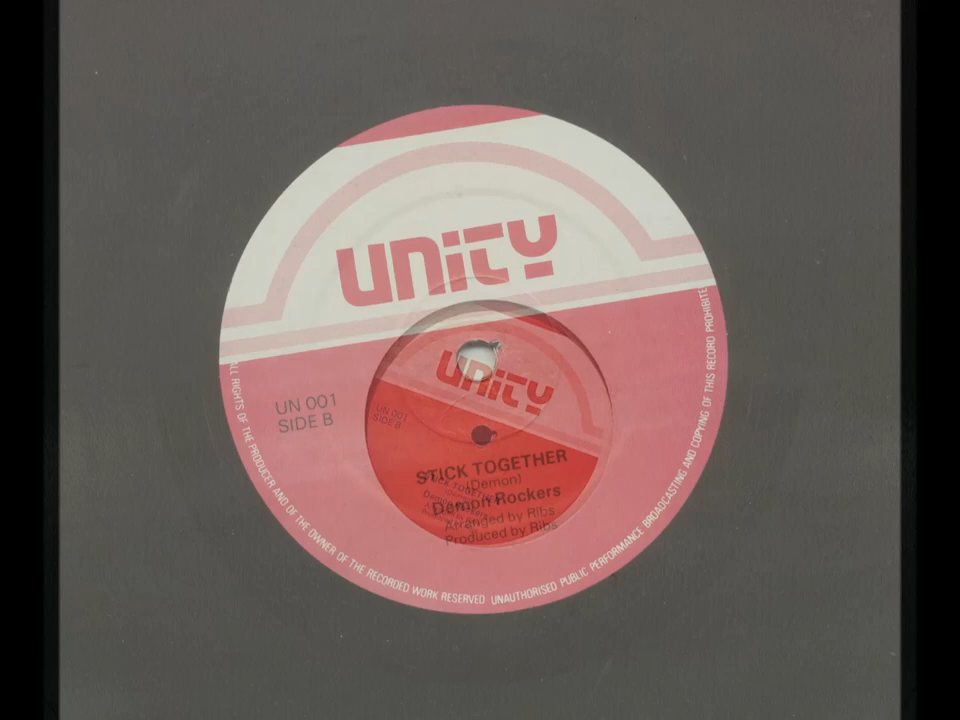 UNITY
UN 001
SIDE B
UNITY
UN 001
SIDE B
STICK TOGETHER
(Demon)
Demon Rockers
Arranged by Ribs
Produced by Ribs
ALL RIGHTS OF THE PRODUCER AND OF THE OWNER OF THE RECORDED WORK RESERVED UNAUTHORISED PUBLIC PERFORMANCE BROADCASTING AND COPYING OF THIS RECORD PROHIBITE